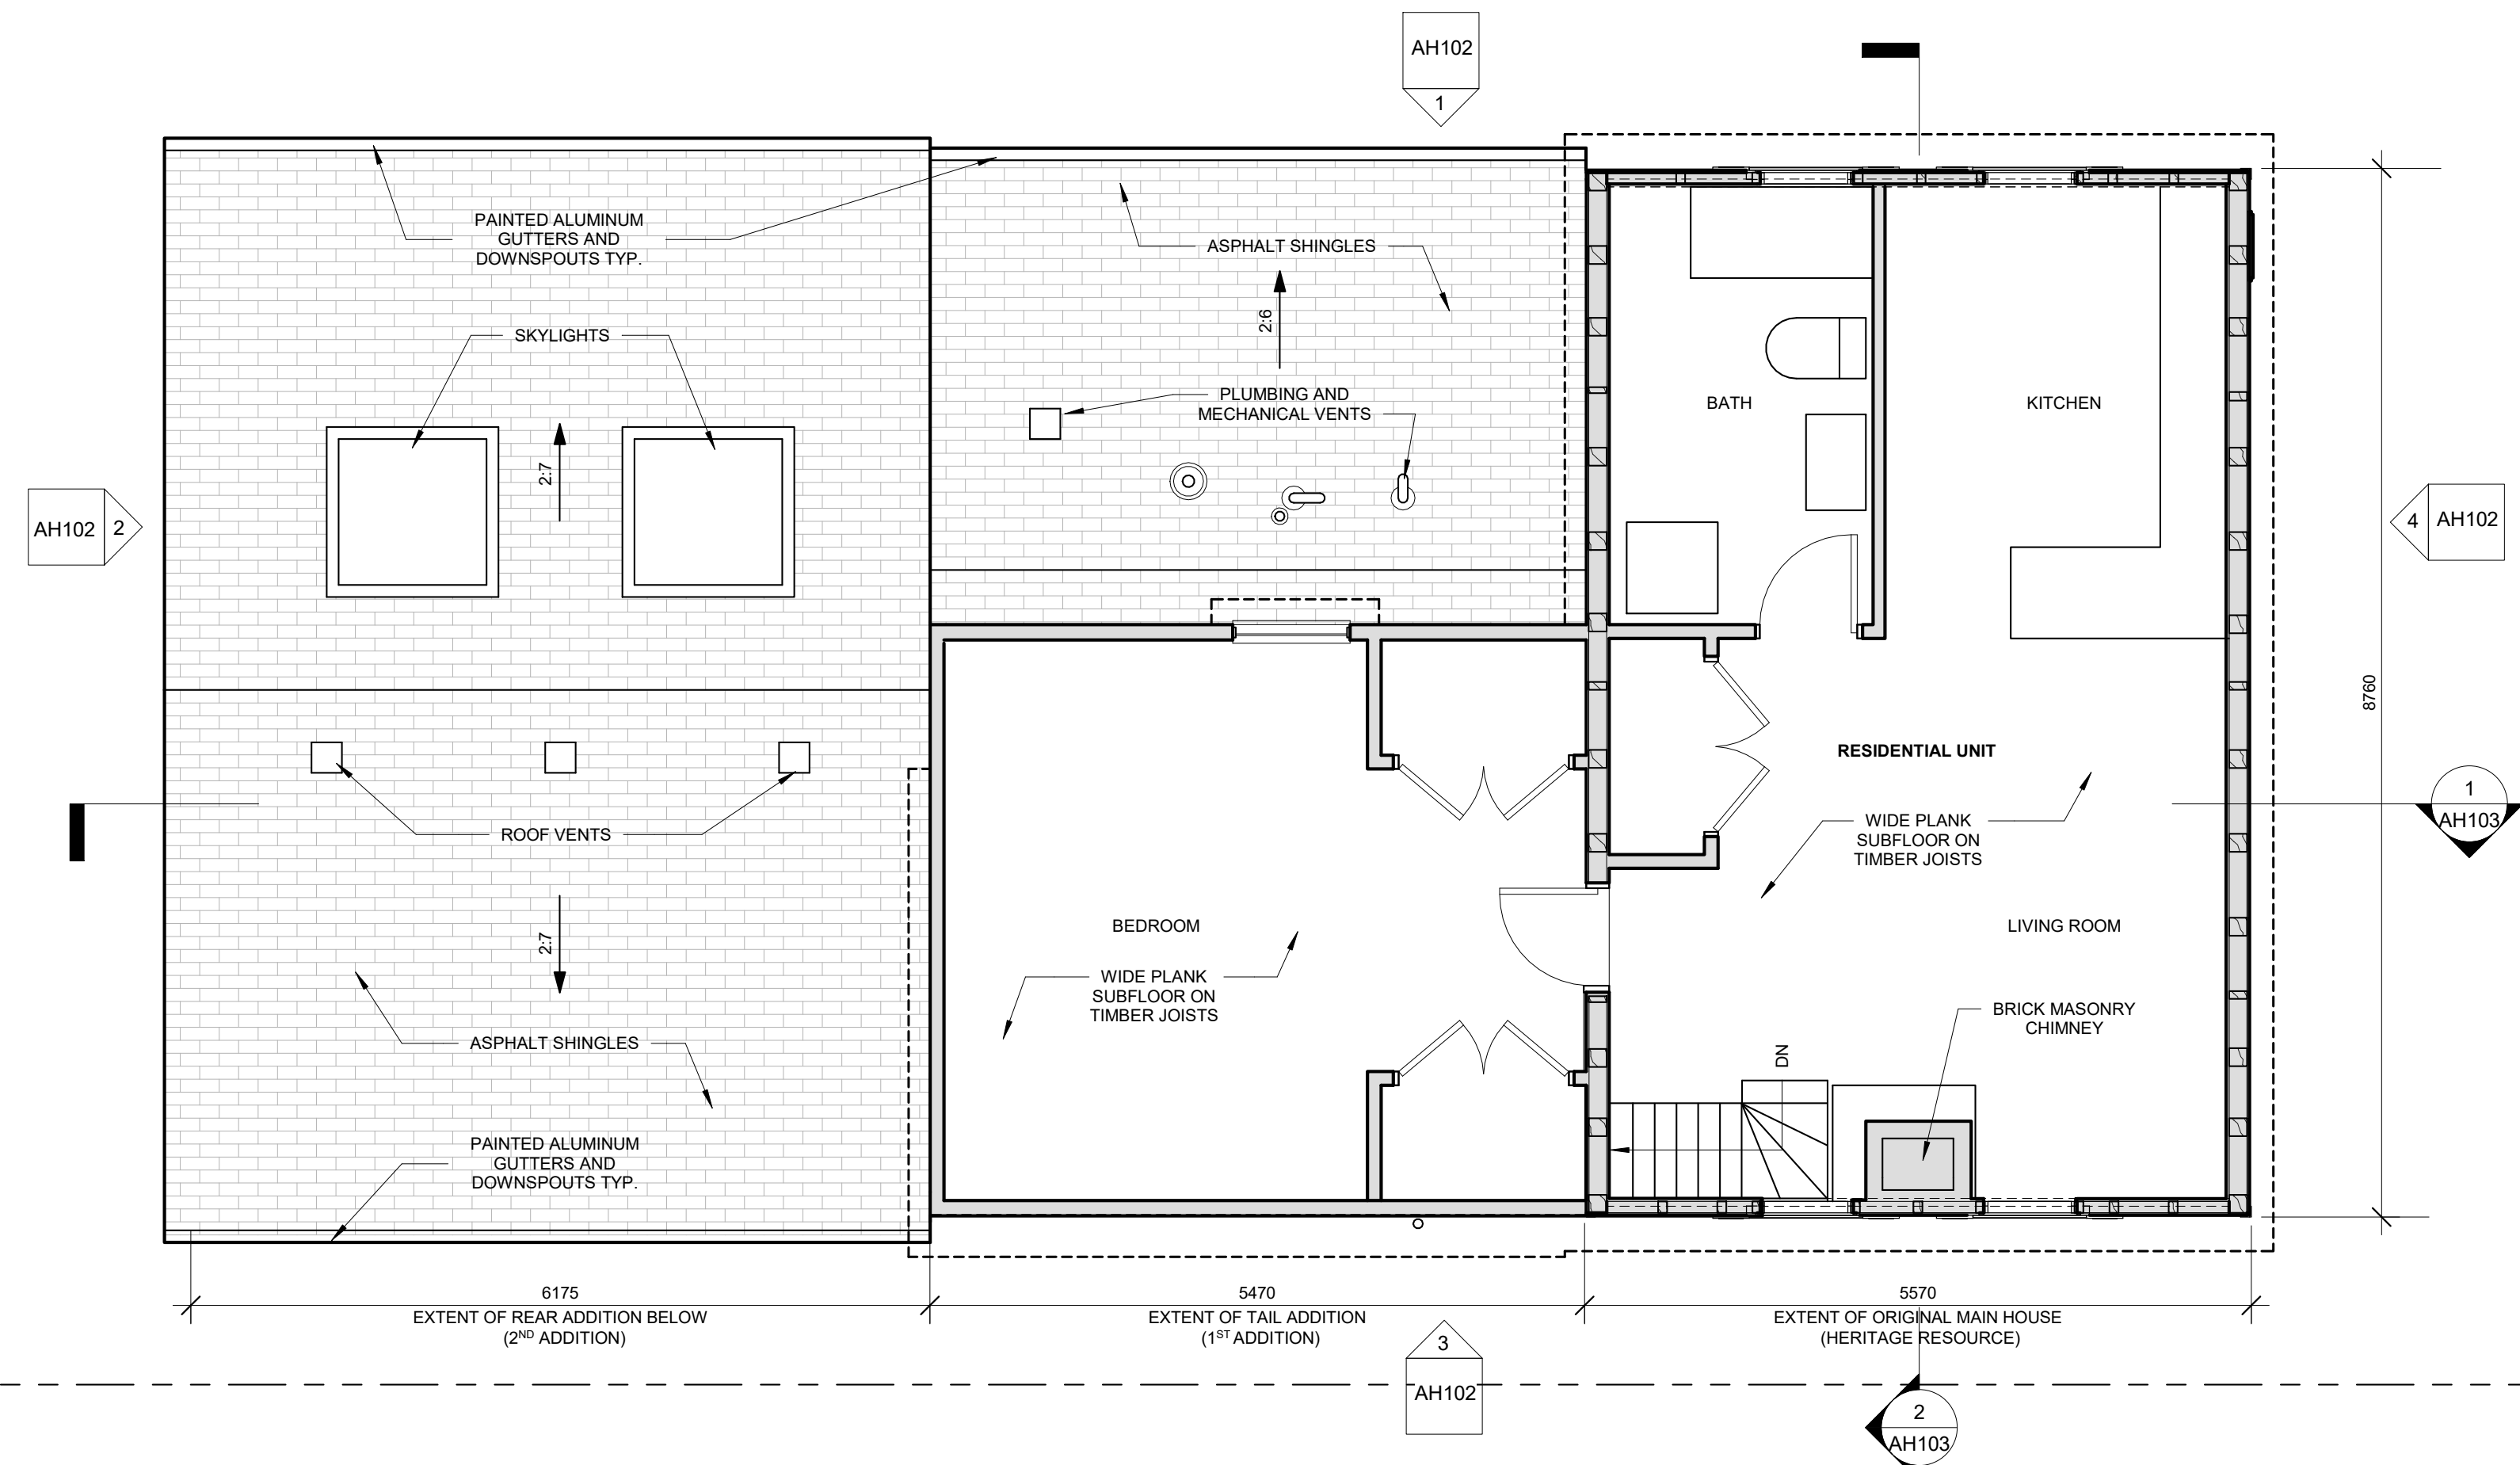 AH102
1
PAINTED ALUMINUM
GUTTERS AND
DOWNSPOUTS TYP.
ASPHALT SHINGLES
2:6
SKYLIGHTS
PLUMBING AND
MECHANICAL VENTS
BATH
KITCHEN
2:7
AH102
2
4
AH102
8760
RESIDENTIAL UNIT
1
AH103
ROOF VENTS
WIDE PLANK
SUBFLOOR ON
TIMBER JOISTS
2:7
BEDROOM
LIVING ROOM
WIDE PLANK
SUBFLOOR ON
TIMBER JOISTS
BRICK MASONRY
CHIMNEY
ASPHALT SHINGLES
DN
PAINTED ALUMINUM
GUTTERS AND
DOWNSPOUTS TYP.
6175
EXTENT OF REAR ADDITION BELOW
(2ND ADDITION)
5470
EXTENT OF TAIL ADDITION
(1ST ADDITION)
5570
EXTENT OF ORIGINAL MAIN HOUSE
(HERITAGE RESOURCE)
3
AH102
2
AH103